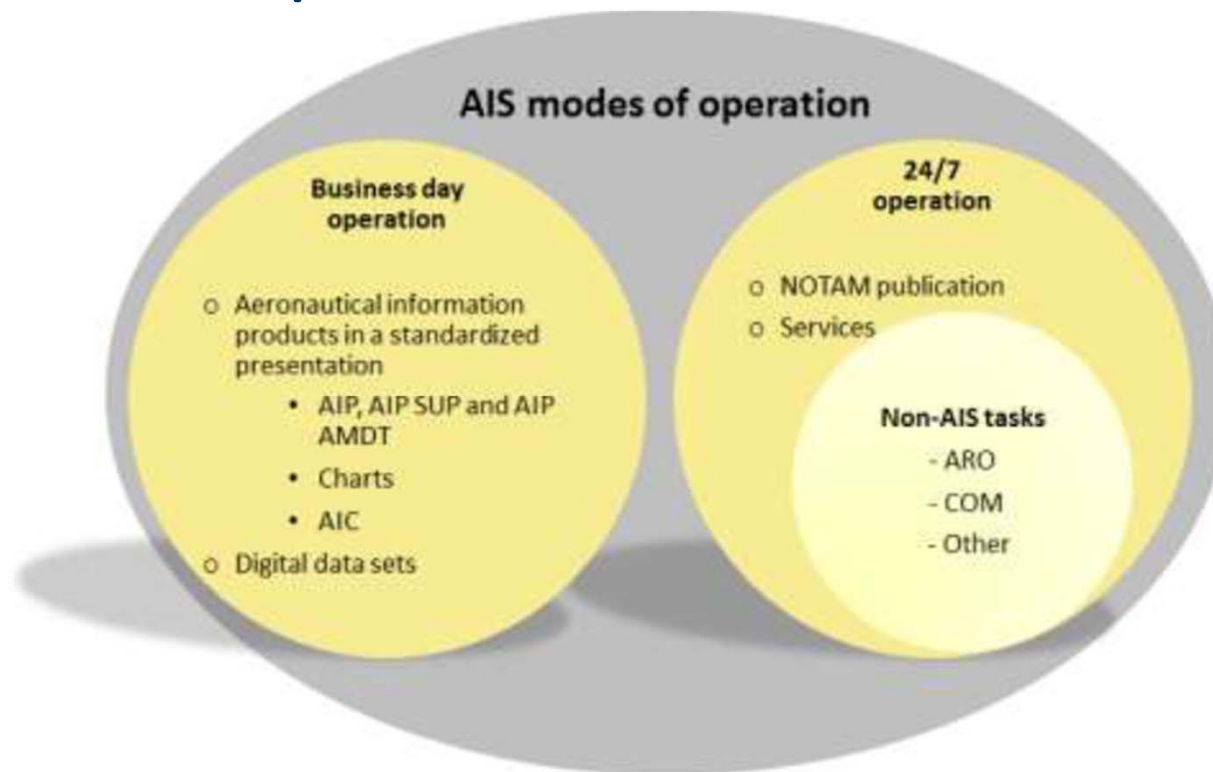 AIS modes of operation
Business day
operation
o Aeronautical information
products in a standardized
presentation
• AIP, AIP SUP and AIP
AMDT
• Charts
• AIC
o Digital data sets
24/7
operation
o NOTAM publication
o Services
Non-AIS tasks
- ARO
- COM
- Other